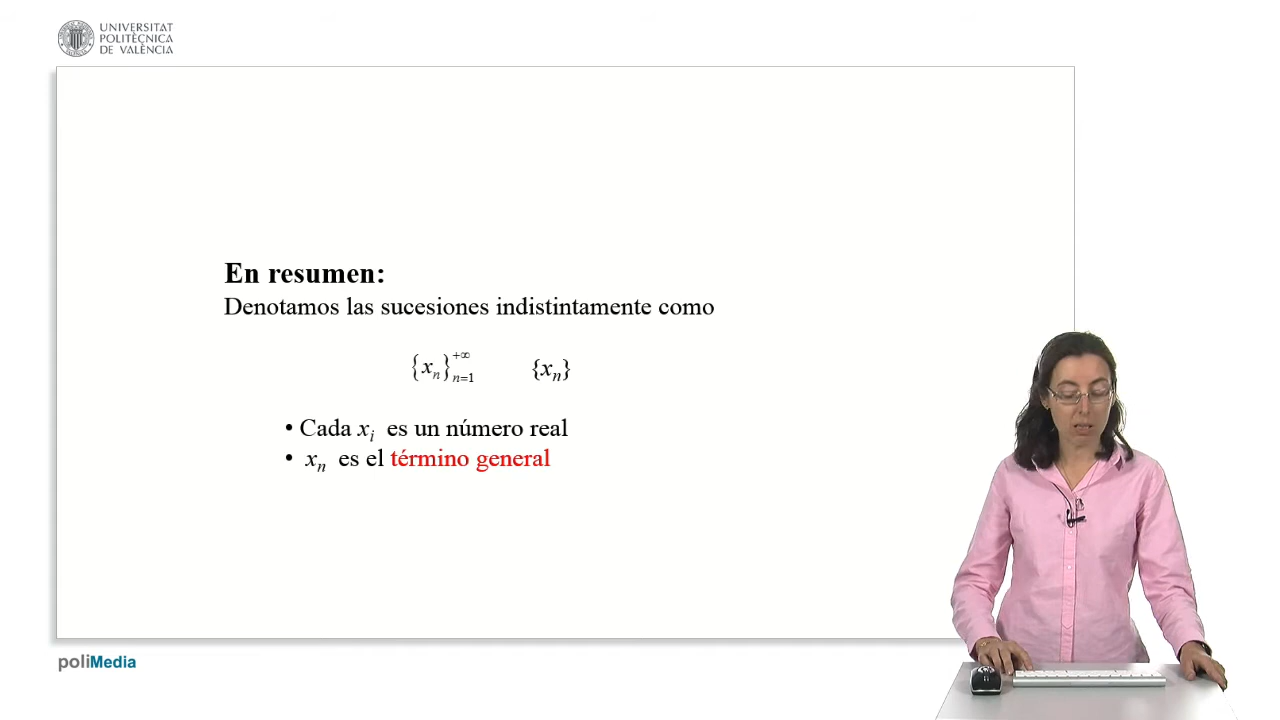 UNIVERSITAT
POLITÈCNICA
DE VALÈNCIA
En resumen:
Denotamos las sucesiones indistintamente como
{xₙ}ₙ₌₁⁺∞ {xₙ}
• Cada xᵢ es un número real
• xₙ es el término general
poliMedia